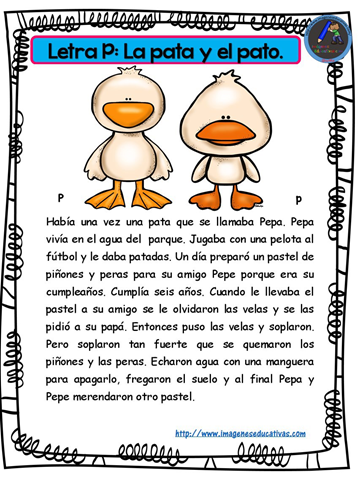 Letra P: La pata y el pato.
P
p
Había una vez una pata que se llamaba Pepa. Pepa
vivía en el agua del parque. Jugaba con una pelota al
fútbol y le daba patadas. Un día preparó un pastel de
piñones y peras para su amigo Pepe porque era su
cumpleaños. Cumplía seis años. Cuando le llevaba el
pastel a su amigo se le olvidaron las velas y se las
pidió a su papá. Entonces puso las velas y soplaron.
Pero soplaron tan fuerte que se quemaron los
piñones y las peras. Echaron agua con una manguera
para apagarlo, fregaron el suelo y al final Pepa y
Pepe merendaron otro pastel.
http://www.imageneseducativas.com/